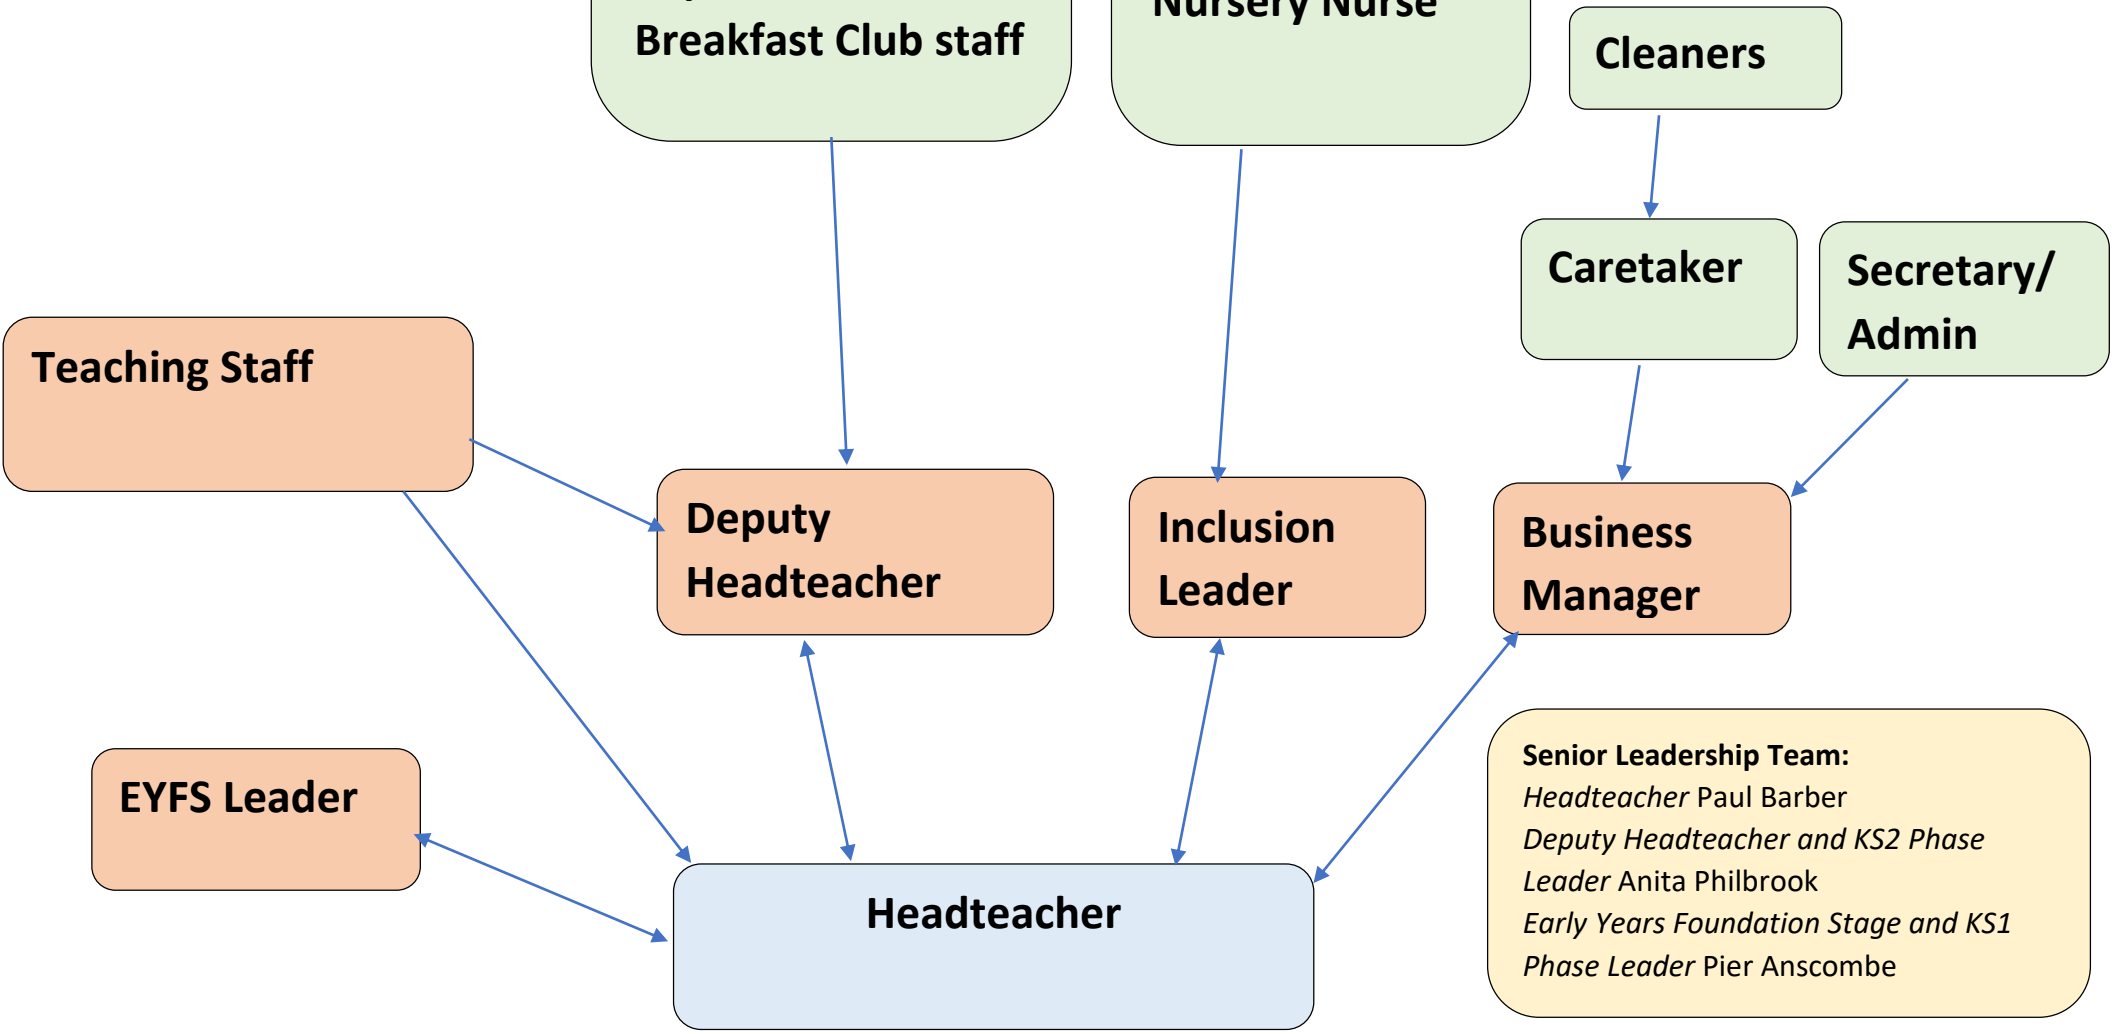 Nursery Nurse
Breakfast Club staff
Cleaners
Caretaker
Secretary/
Admin
Teaching Staff
Deputy
Headteacher
Inclusion
Leader
Business
Manager
EYFS Leader
Headteacher
Senior Leadership Team:
Headteacher Paul Barber
Deputy Headteacher and KS2 Phase
Leader Anita Philbrook
Early Years Foundation Stage and KS1
Phase Leader Pier Anscombe